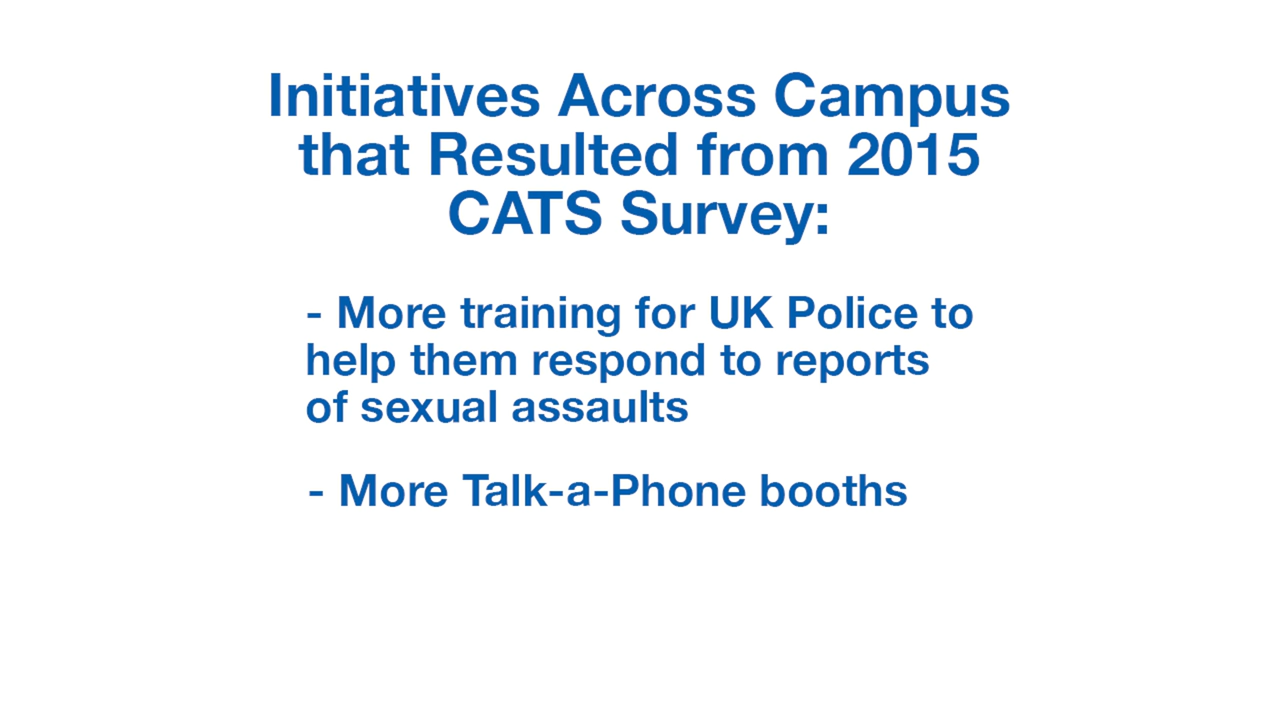 Initiatives Across Campus
that Resulted from 2015
CATS Survey:
- More training for UK Police to
help them respond to reports
of sexual assaults
- More Talk-a-Phone booths